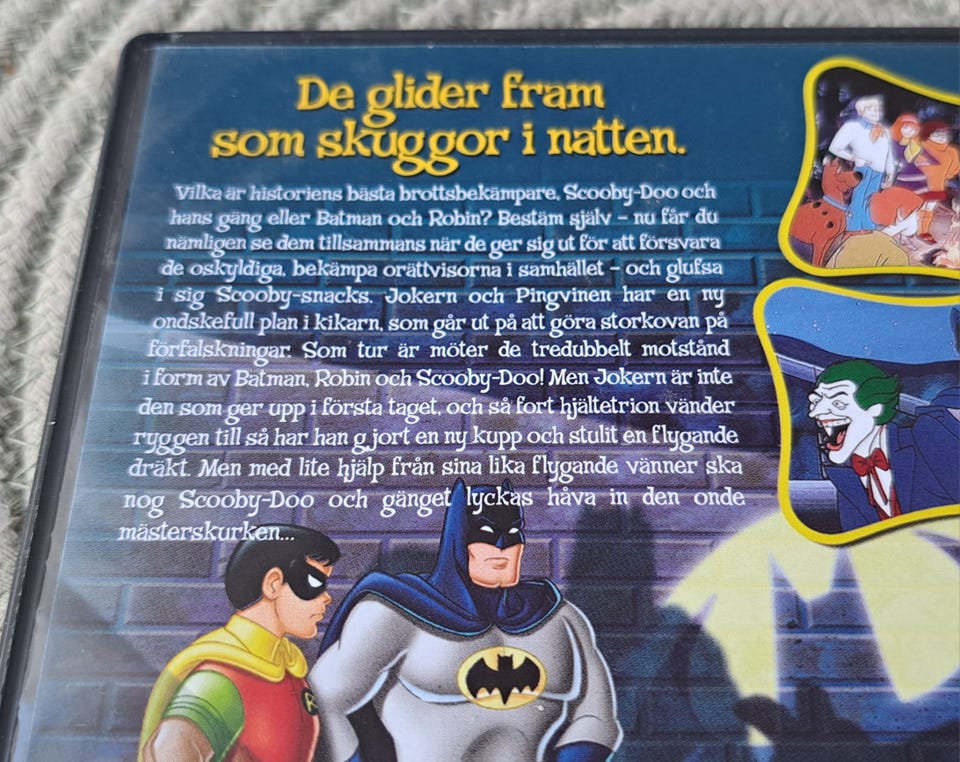 De glider fram
som skuggor i natten.
Vilka är historiens bästa brottsbekämpare, Scooby-Doo och
hans gäng eller Batman och Robin? Bestäm själv – nu får du
nämligen se dem tillsammans när de ger sig ut för att försvara
de oskyldiga, bekämpa orättvisorna i samhället – och glufsa
i sig Scooby-snacks. Jokern och Pingvinen har en ny
ondskefull plan i kikarn, som går ut på att göra storkovan på
förfalskningar. Som tur är möter de tredubbelt motstånd
i form av Batman, Robin och Scooby-Doo! Men Jokern är inte
den som ger upp i första taget, och så fort hjältetrion vänder
ryggen till så har han gjort en ny kupp och stulit en flygande
dräkt. Men med lite hjälp från sina lika flygande vänner ska
nog Scooby-Doo och gänget lyckas håva in den onde
mästerskurken...
R